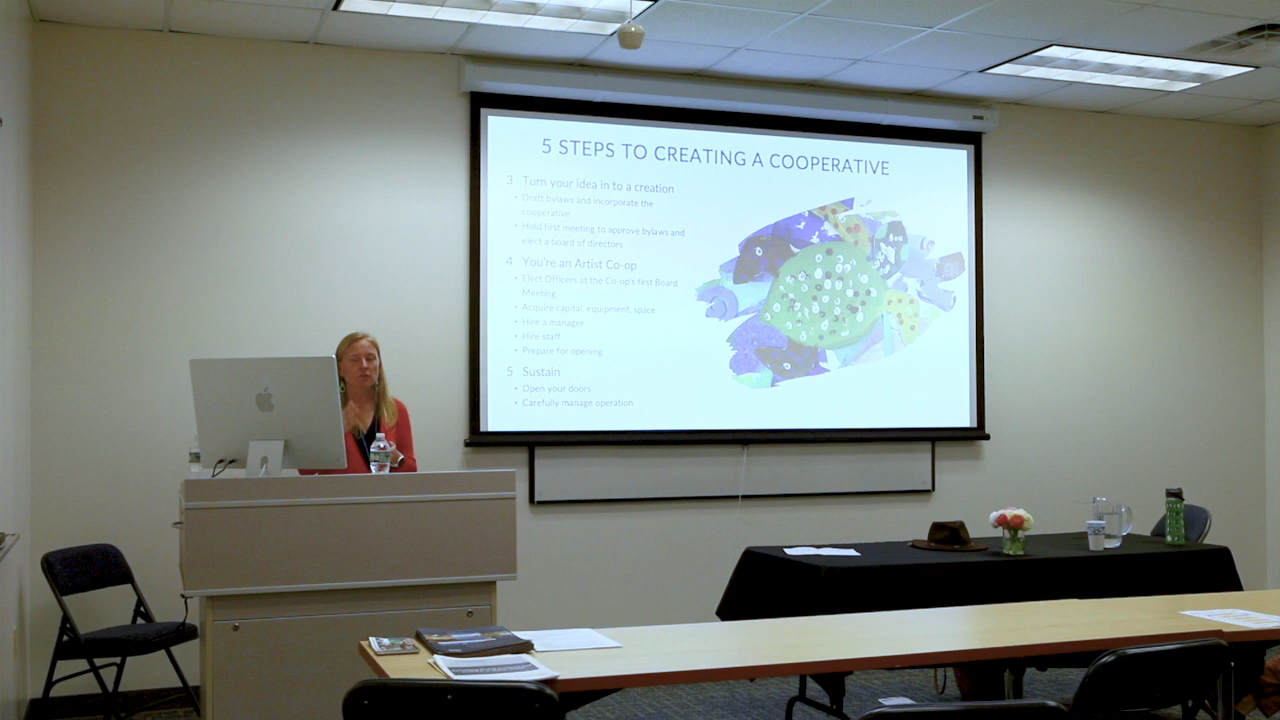 5 STEPS TO CREATING A COOPERATIVE
3 Turn your idea in to a creation
• Draft bylaws and incorporate the
cooperative
• Hold first meeting to approve bylaws and
elect a board of directors
4 You're an Artist Co-op
• Elect Officers at the Co-up's first Board
Meeting
• Acquire capital, equipment, space
• Hire a manager
• Hire staff
• Prepare for opening
5 Sustain
• Open your doors
• Carefully manage operation